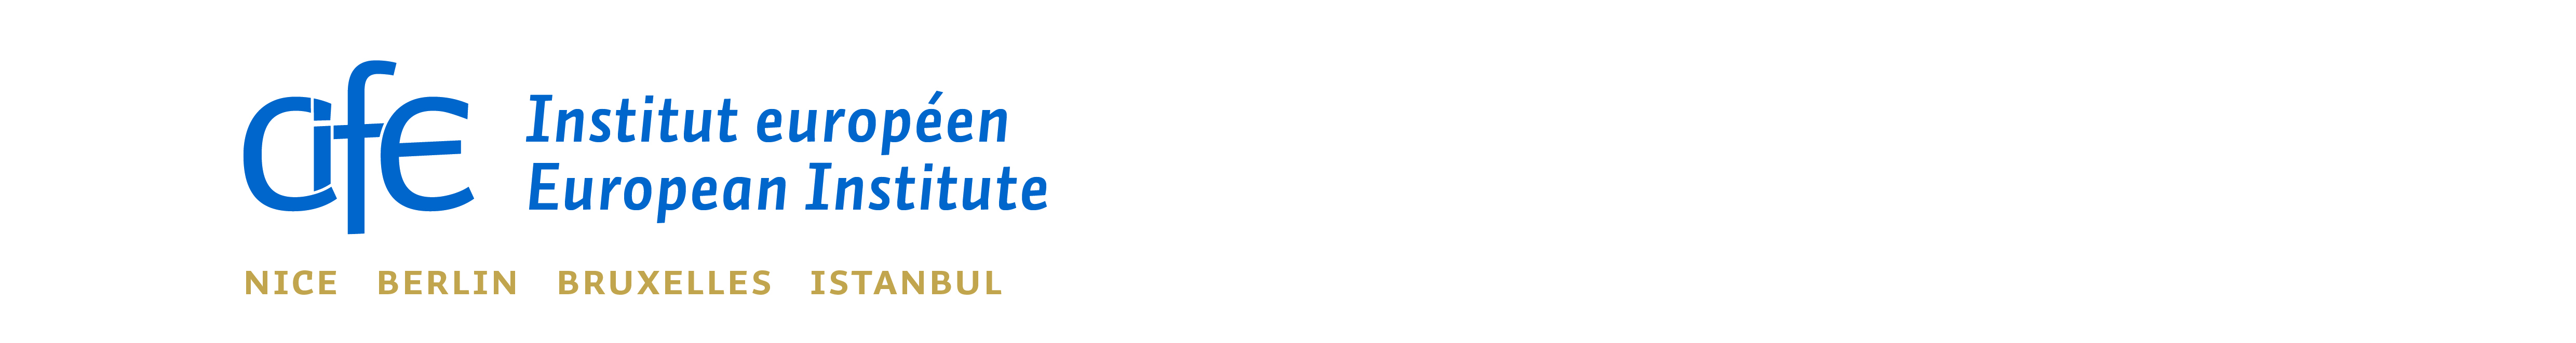 cifE
Institut européen
European Institute
NICE BERLIN BRUXELLES ISTANBUL